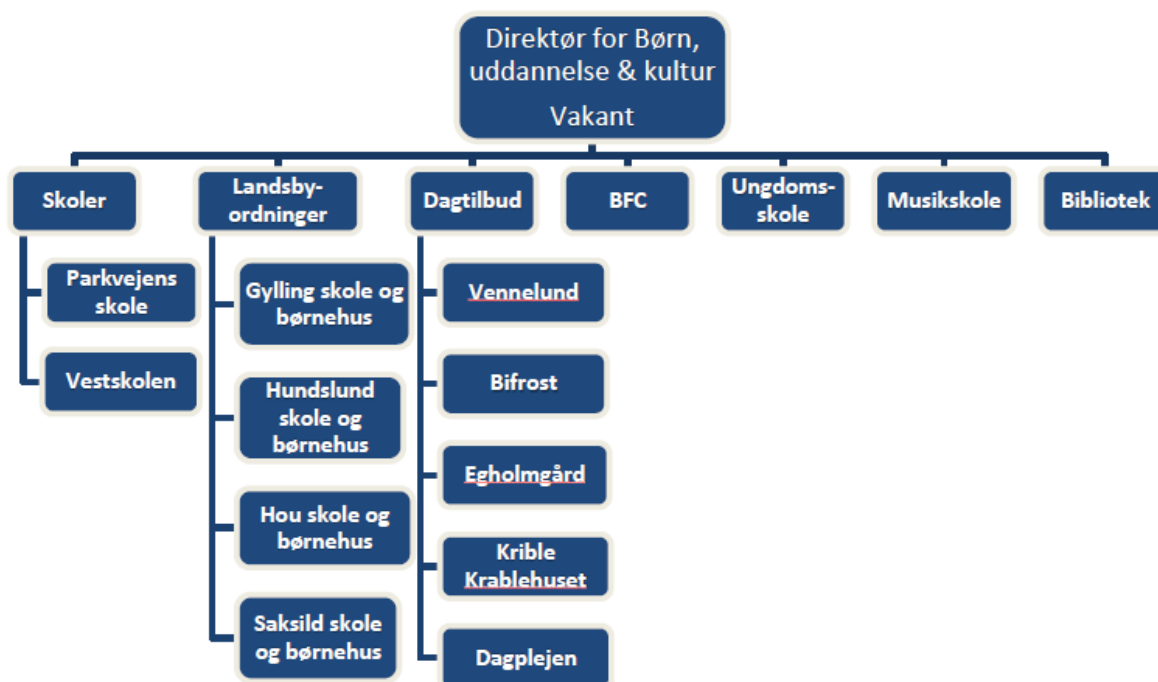 Direktør for Børn,
uddannelse & kultur
Vakant
Skoler
Landsby-
ordninger
Dagtilbud
BFC
Ungdoms-
skole
Musikskole
Bibliotek
Parkvejens
skole
Vestskolen
Gylling skole og
børnehus
Hundslund
skole og
børnehus
Hou skole og
børnehus
Saksild skole
og børnehus
Vennelund
Bifrost
Egholmgård
Krible
Krablehuset
Dagplejen